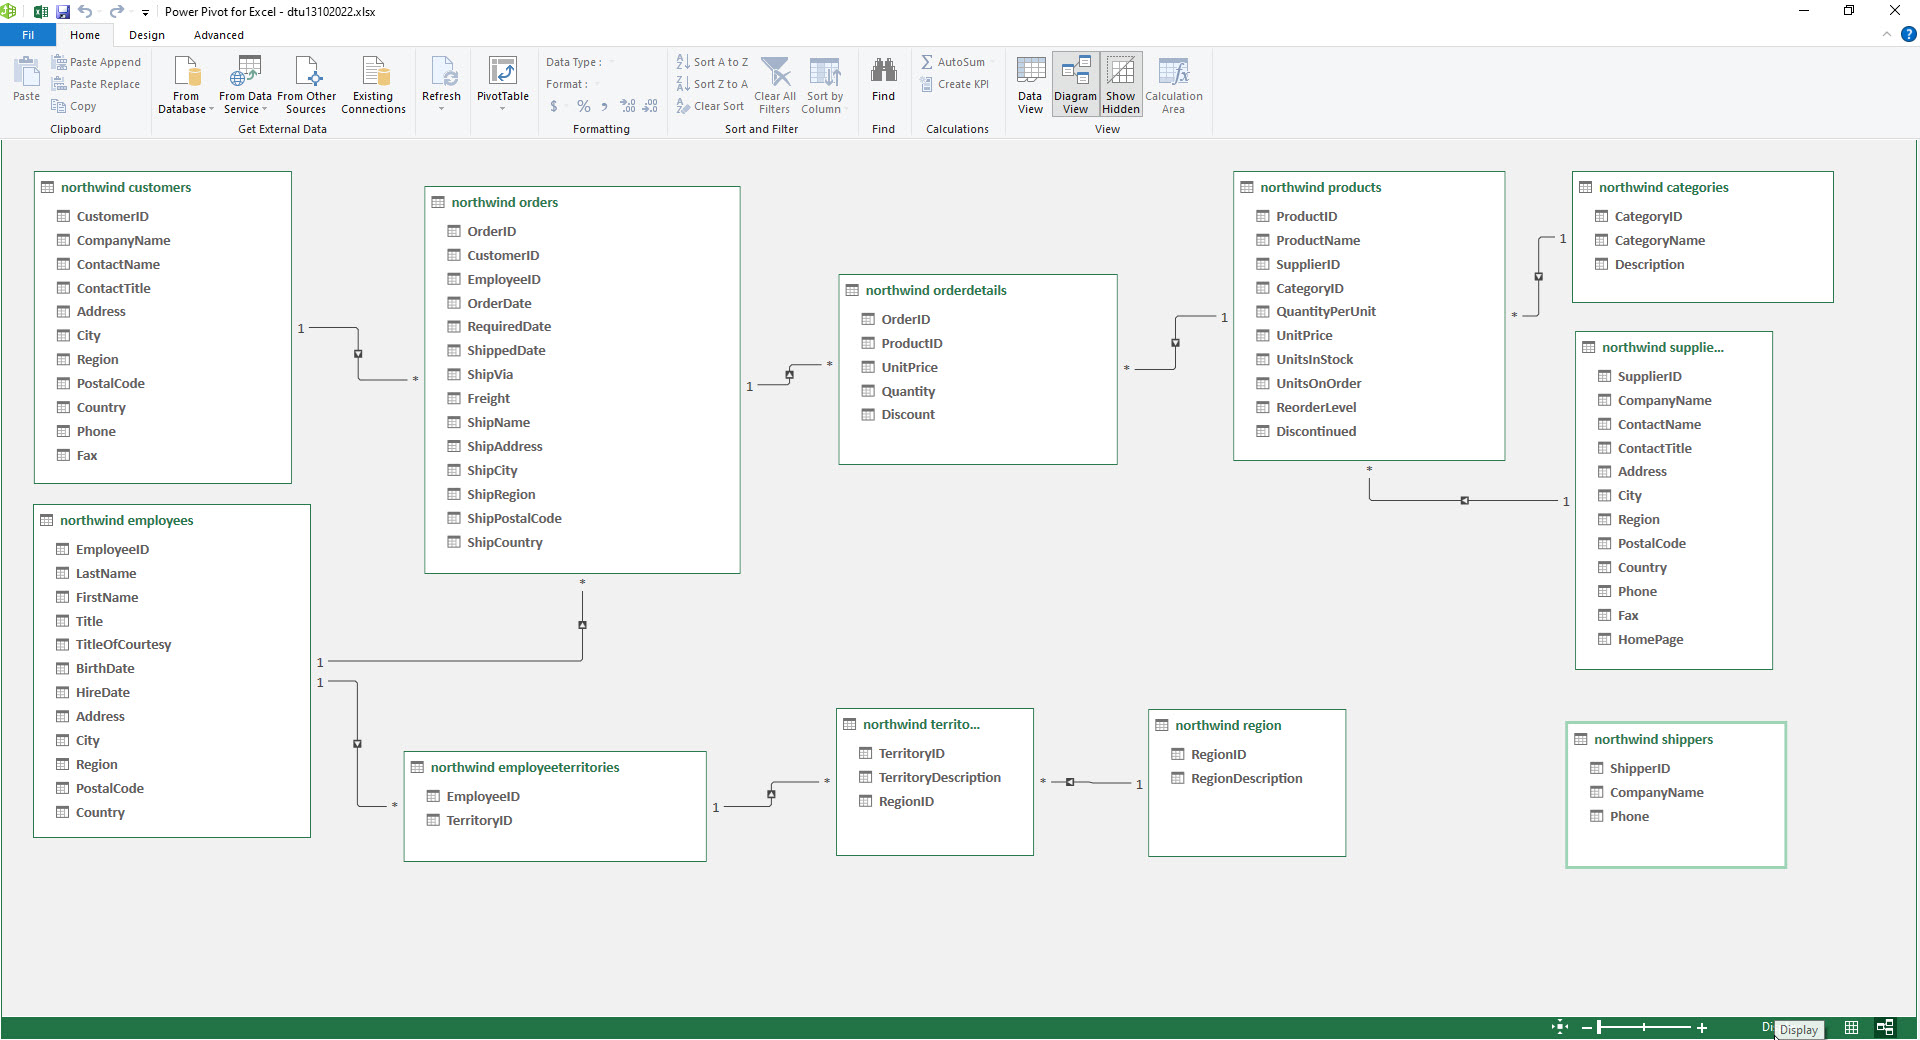 Power Pivot for Excel - dtu13102022.xlsx
Fil Home Design Advanced
Paste
Paste Append
Paste Replace
Copy
Clipboard
From Database
From Data Service
From Other Sources
Existing Connections
Get External Data
Refresh
PivotTable
Data Type :
Format :
$ % ,
Formatting
Sort A to Z
Sort Z to A
Clear Sort
Clear All Filters
Sort by Column
Sort and Filter
Find
Find
AutoSum
Create KPI
Calculations
Data View
Diagram View
Show Hidden
Calculation Area
View
northwind customers
CustomerID
CompanyName
ContactName
ContactTitle
Address
City
Region
PostalCode
Country
Phone
Fax
1
*
northwind orders
OrderID
CustomerID
EmployeeID
OrderDate
RequiredDate
ShippedDate
ShipVia
Freight
ShipName
ShipAddress
ShipCity
ShipRegion
ShipPostalCode
ShipCountry
1
*
northwind orderdetails
OrderID
ProductID
UnitPrice
Quantity
Discount
*
1
northwind products
ProductID
ProductName
SupplierID
CategoryID
QuantityPerUnit
UnitPrice
UnitsInStock
UnitsOnOrder
ReorderLevel
Discontinued
*
1
northwind categories
CategoryID
CategoryName
Description
*
1
northwind supplie...
SupplierID
CompanyName
ContactName
ContactTitle
Address
City
Region
PostalCode
Country
Phone
Fax
HomePage
northwind employees
EmployeeID
LastName
FirstName
Title
TitleOfCourtesy
BirthDate
HireDate
Address
City
Region
PostalCode
Country
*
1
1
*
northwind employeeterritories
EmployeeID
TerritoryID
1
*
northwind territo...
TerritoryID
TerritoryDescription
RegionID
*
1
northwind region
RegionID
RegionDescription
northwind shippers
ShipperID
CompanyName
Phone
Display